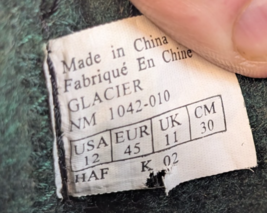 Made in China
Fabriqué En Chine
GLACIER
NM 1042-010
USA EUR UK CM
12 45 11 30
HAF K 02